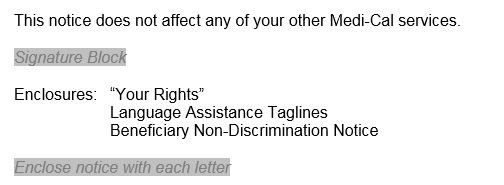 This notice does not affect any of your other Medi-Cal services.
Signature Block
Enclosures: “Your Rights”
Language Assistance Taglines
Beneficiary Non-Discrimination Notice
Enclose notice with each letter